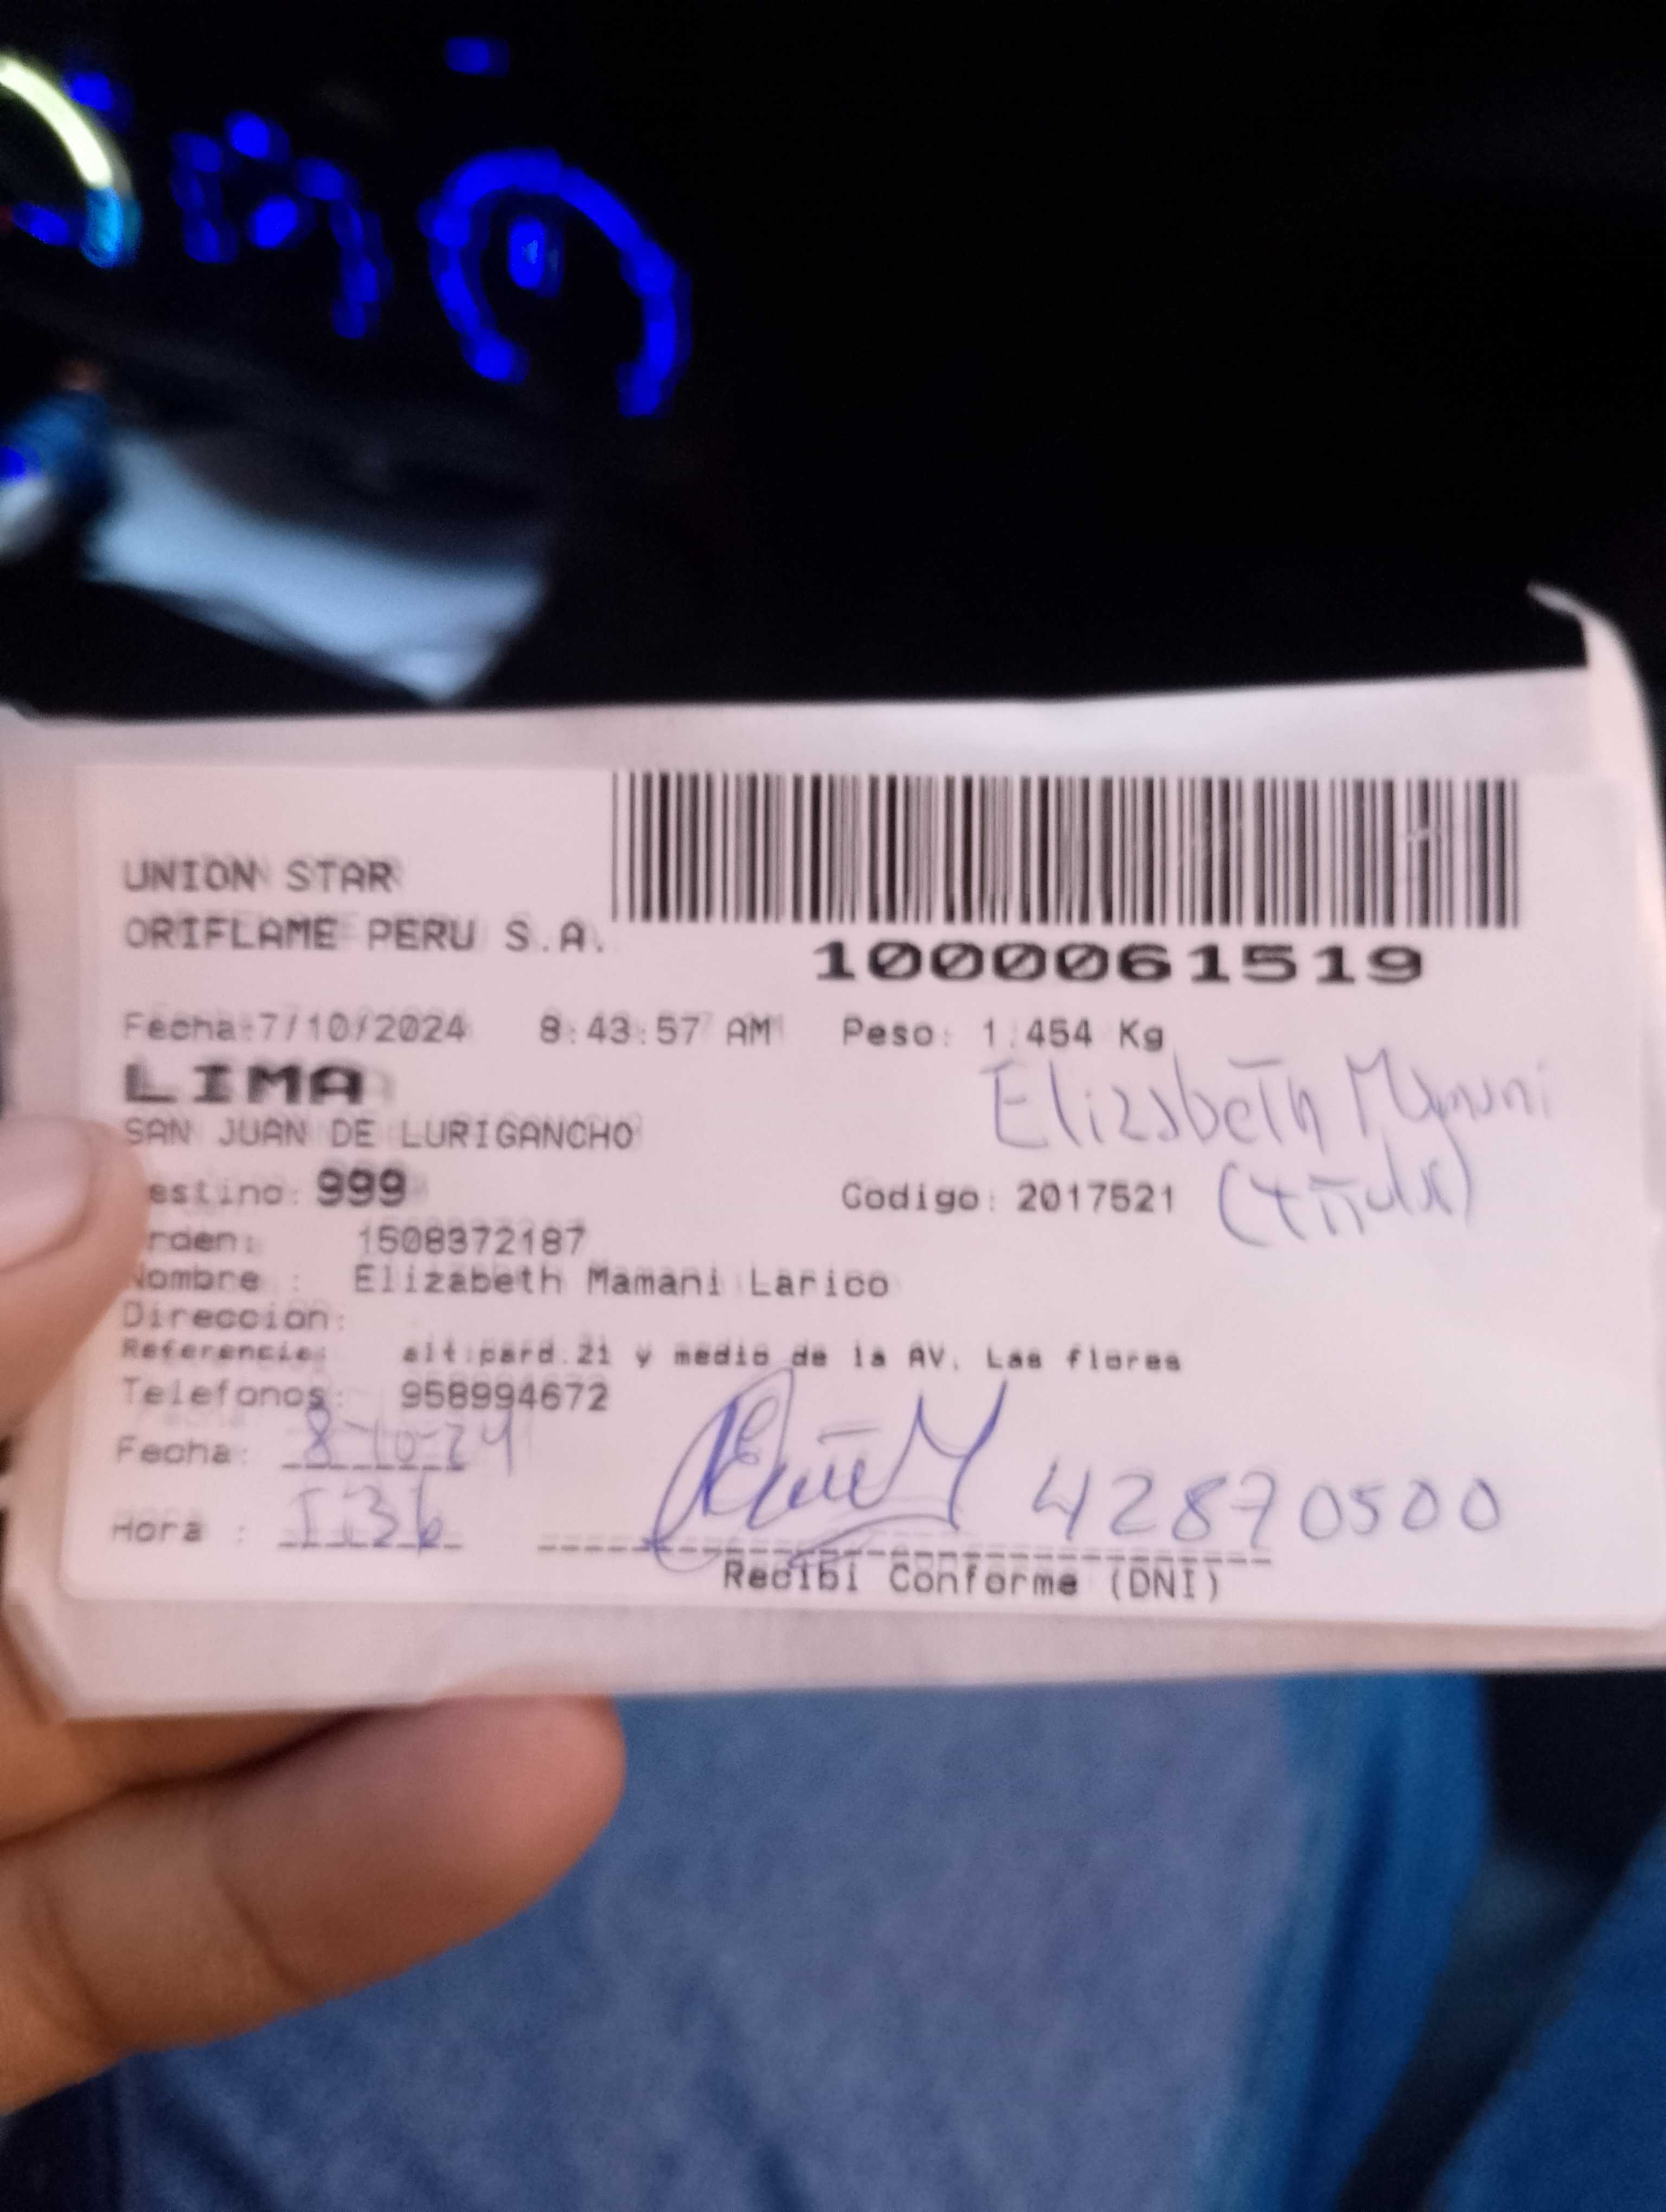 UNION STAR
ORIFLAME PERU S.A.
1000061519
Fecha:7/10/2024 8:43:57 AM Peso: 1.454 Kg
LIMA
Elizabeth Mamani
SAN JUAN DE LURIGANCHO
estino: 999 Codigo: 2017521
rden: 1508372187
Nombre : Elizabeth Mamani Larico
Direccion:
Referencia: alt.pard.21 y medio de la AV. Las flores
Telefonos: 958994672
Fecha: 8-10-24
Hora : 42870500
Recibi Conforme (DNI)